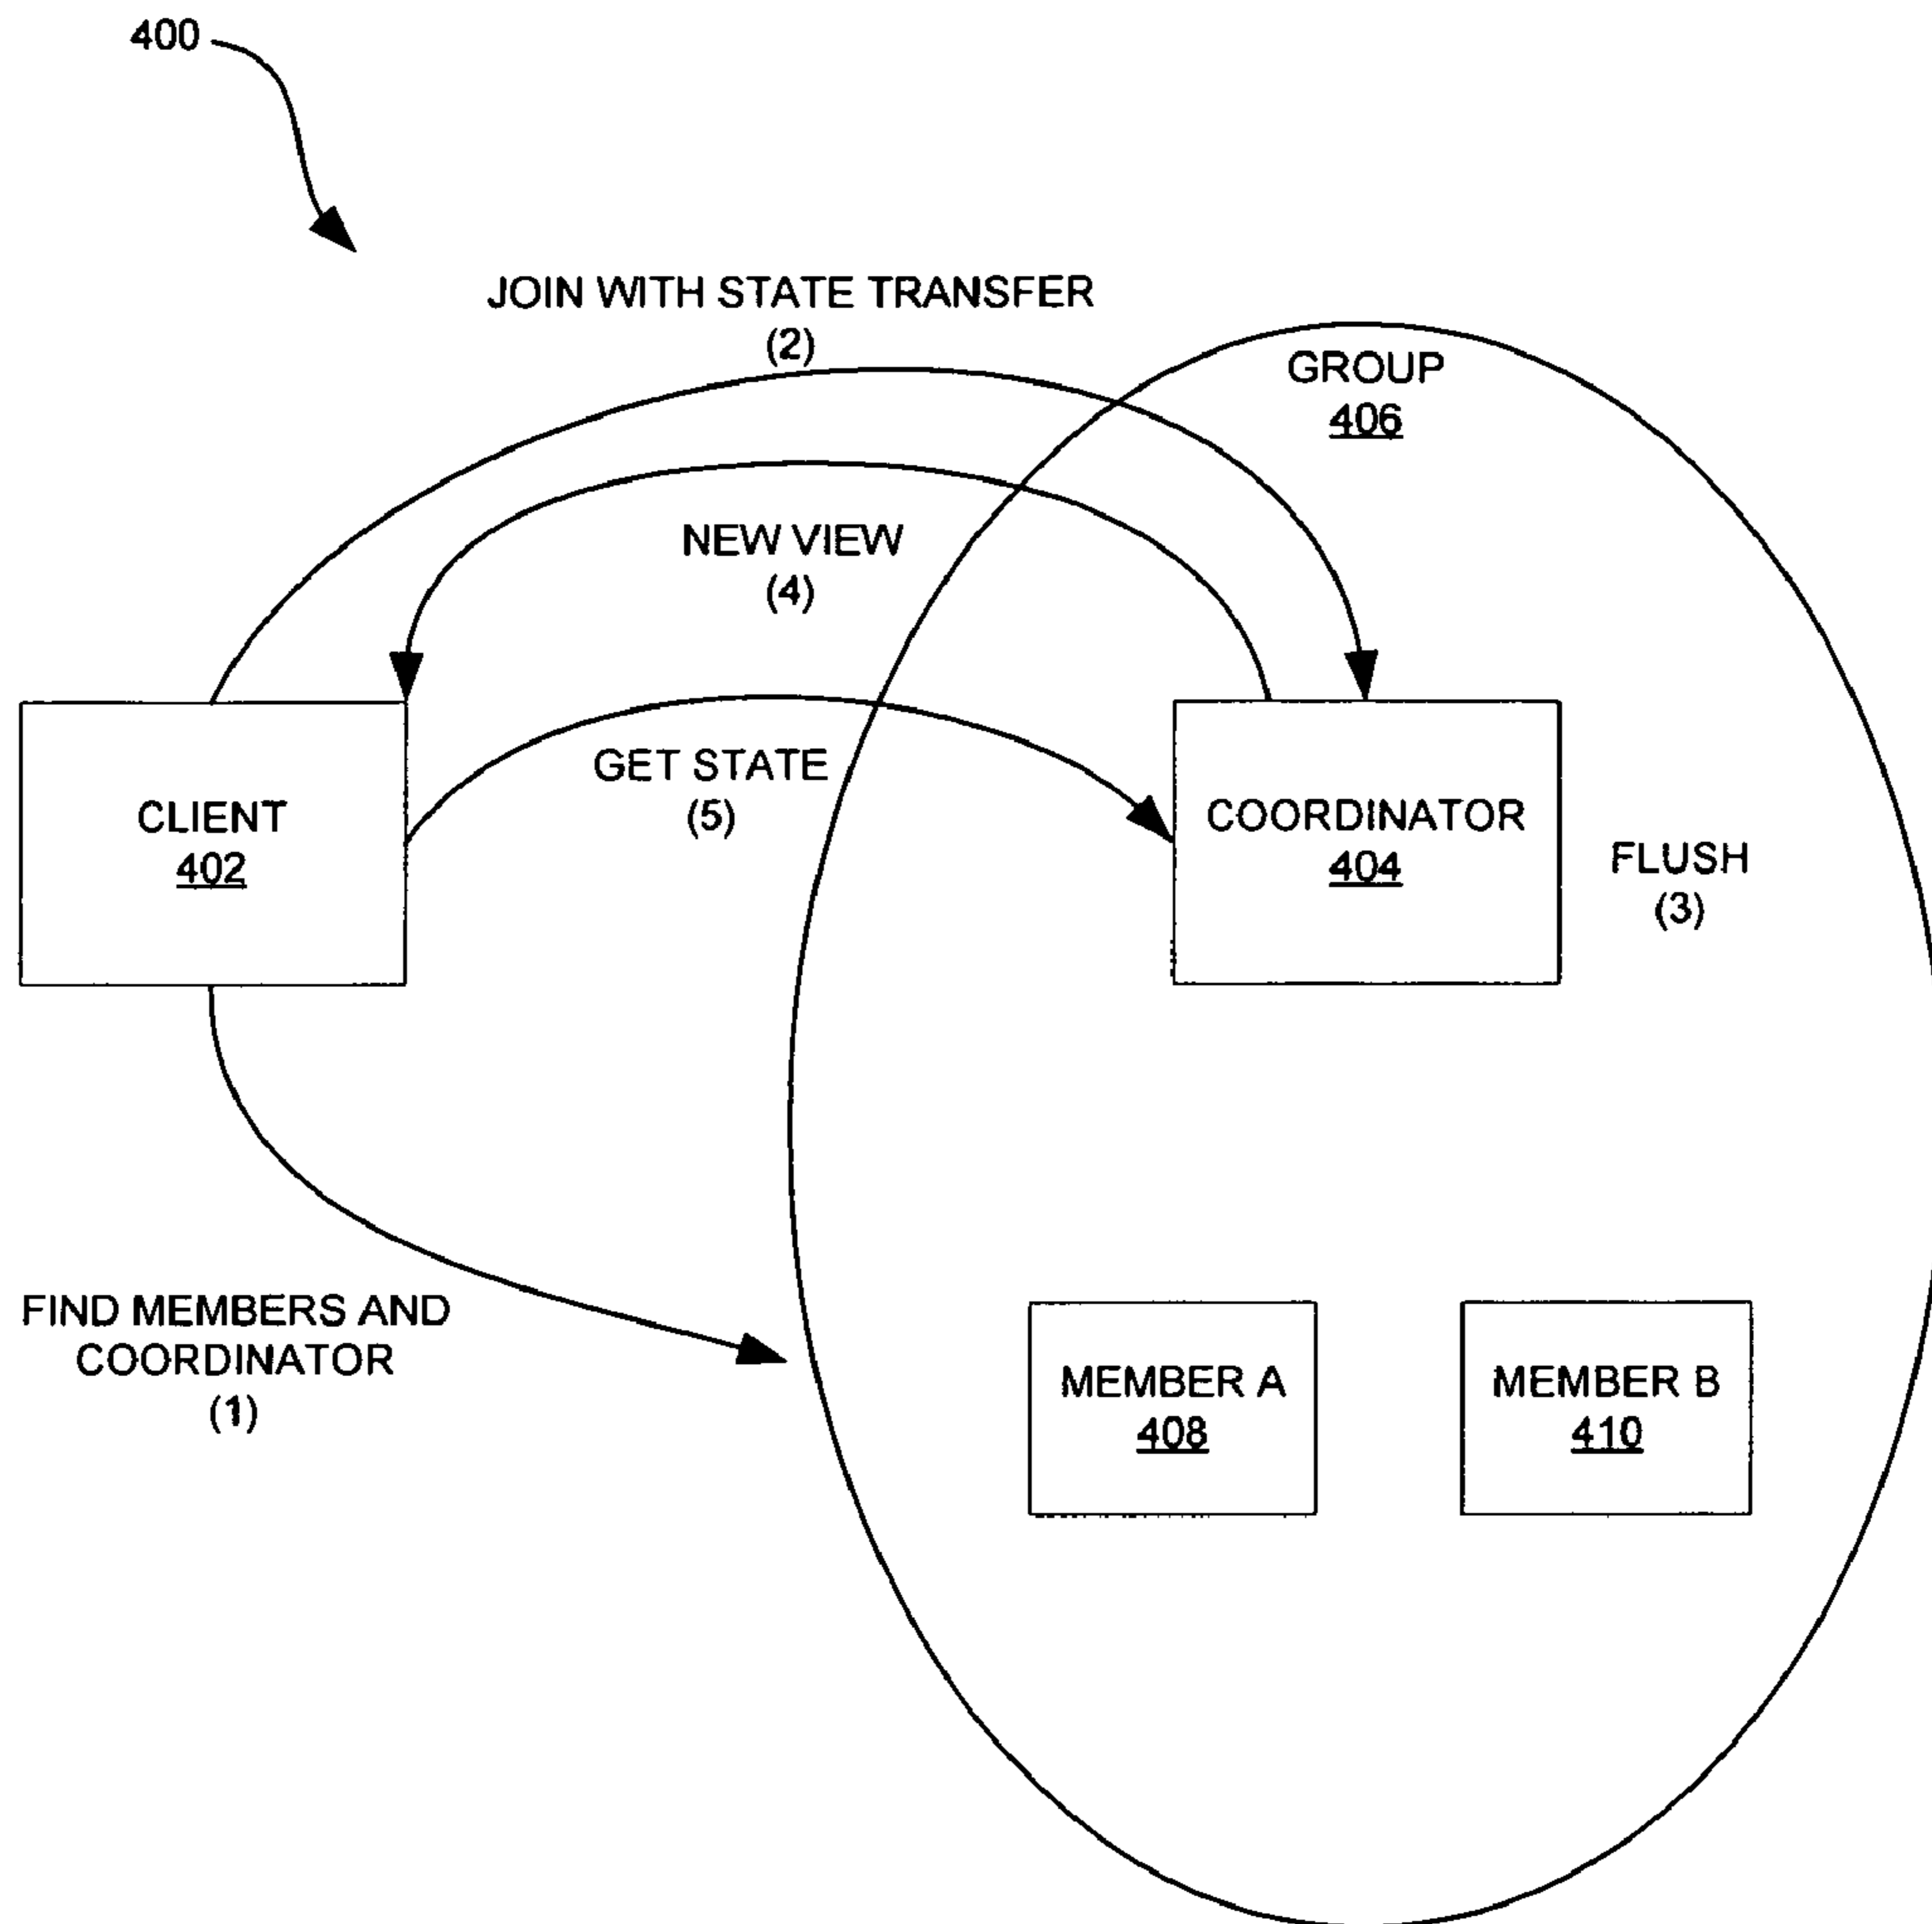 400
JOIN WITH STATE TRANSFER
(2)
GROUP
406
NEW VIEW
(4)
GET STATE
(5)
CLIENT
402
COORDINATOR
404
FLUSH
(3)
FIND MEMBERS AND
COORDINATOR
(1)
MEMBER A
408
MEMBER B
410